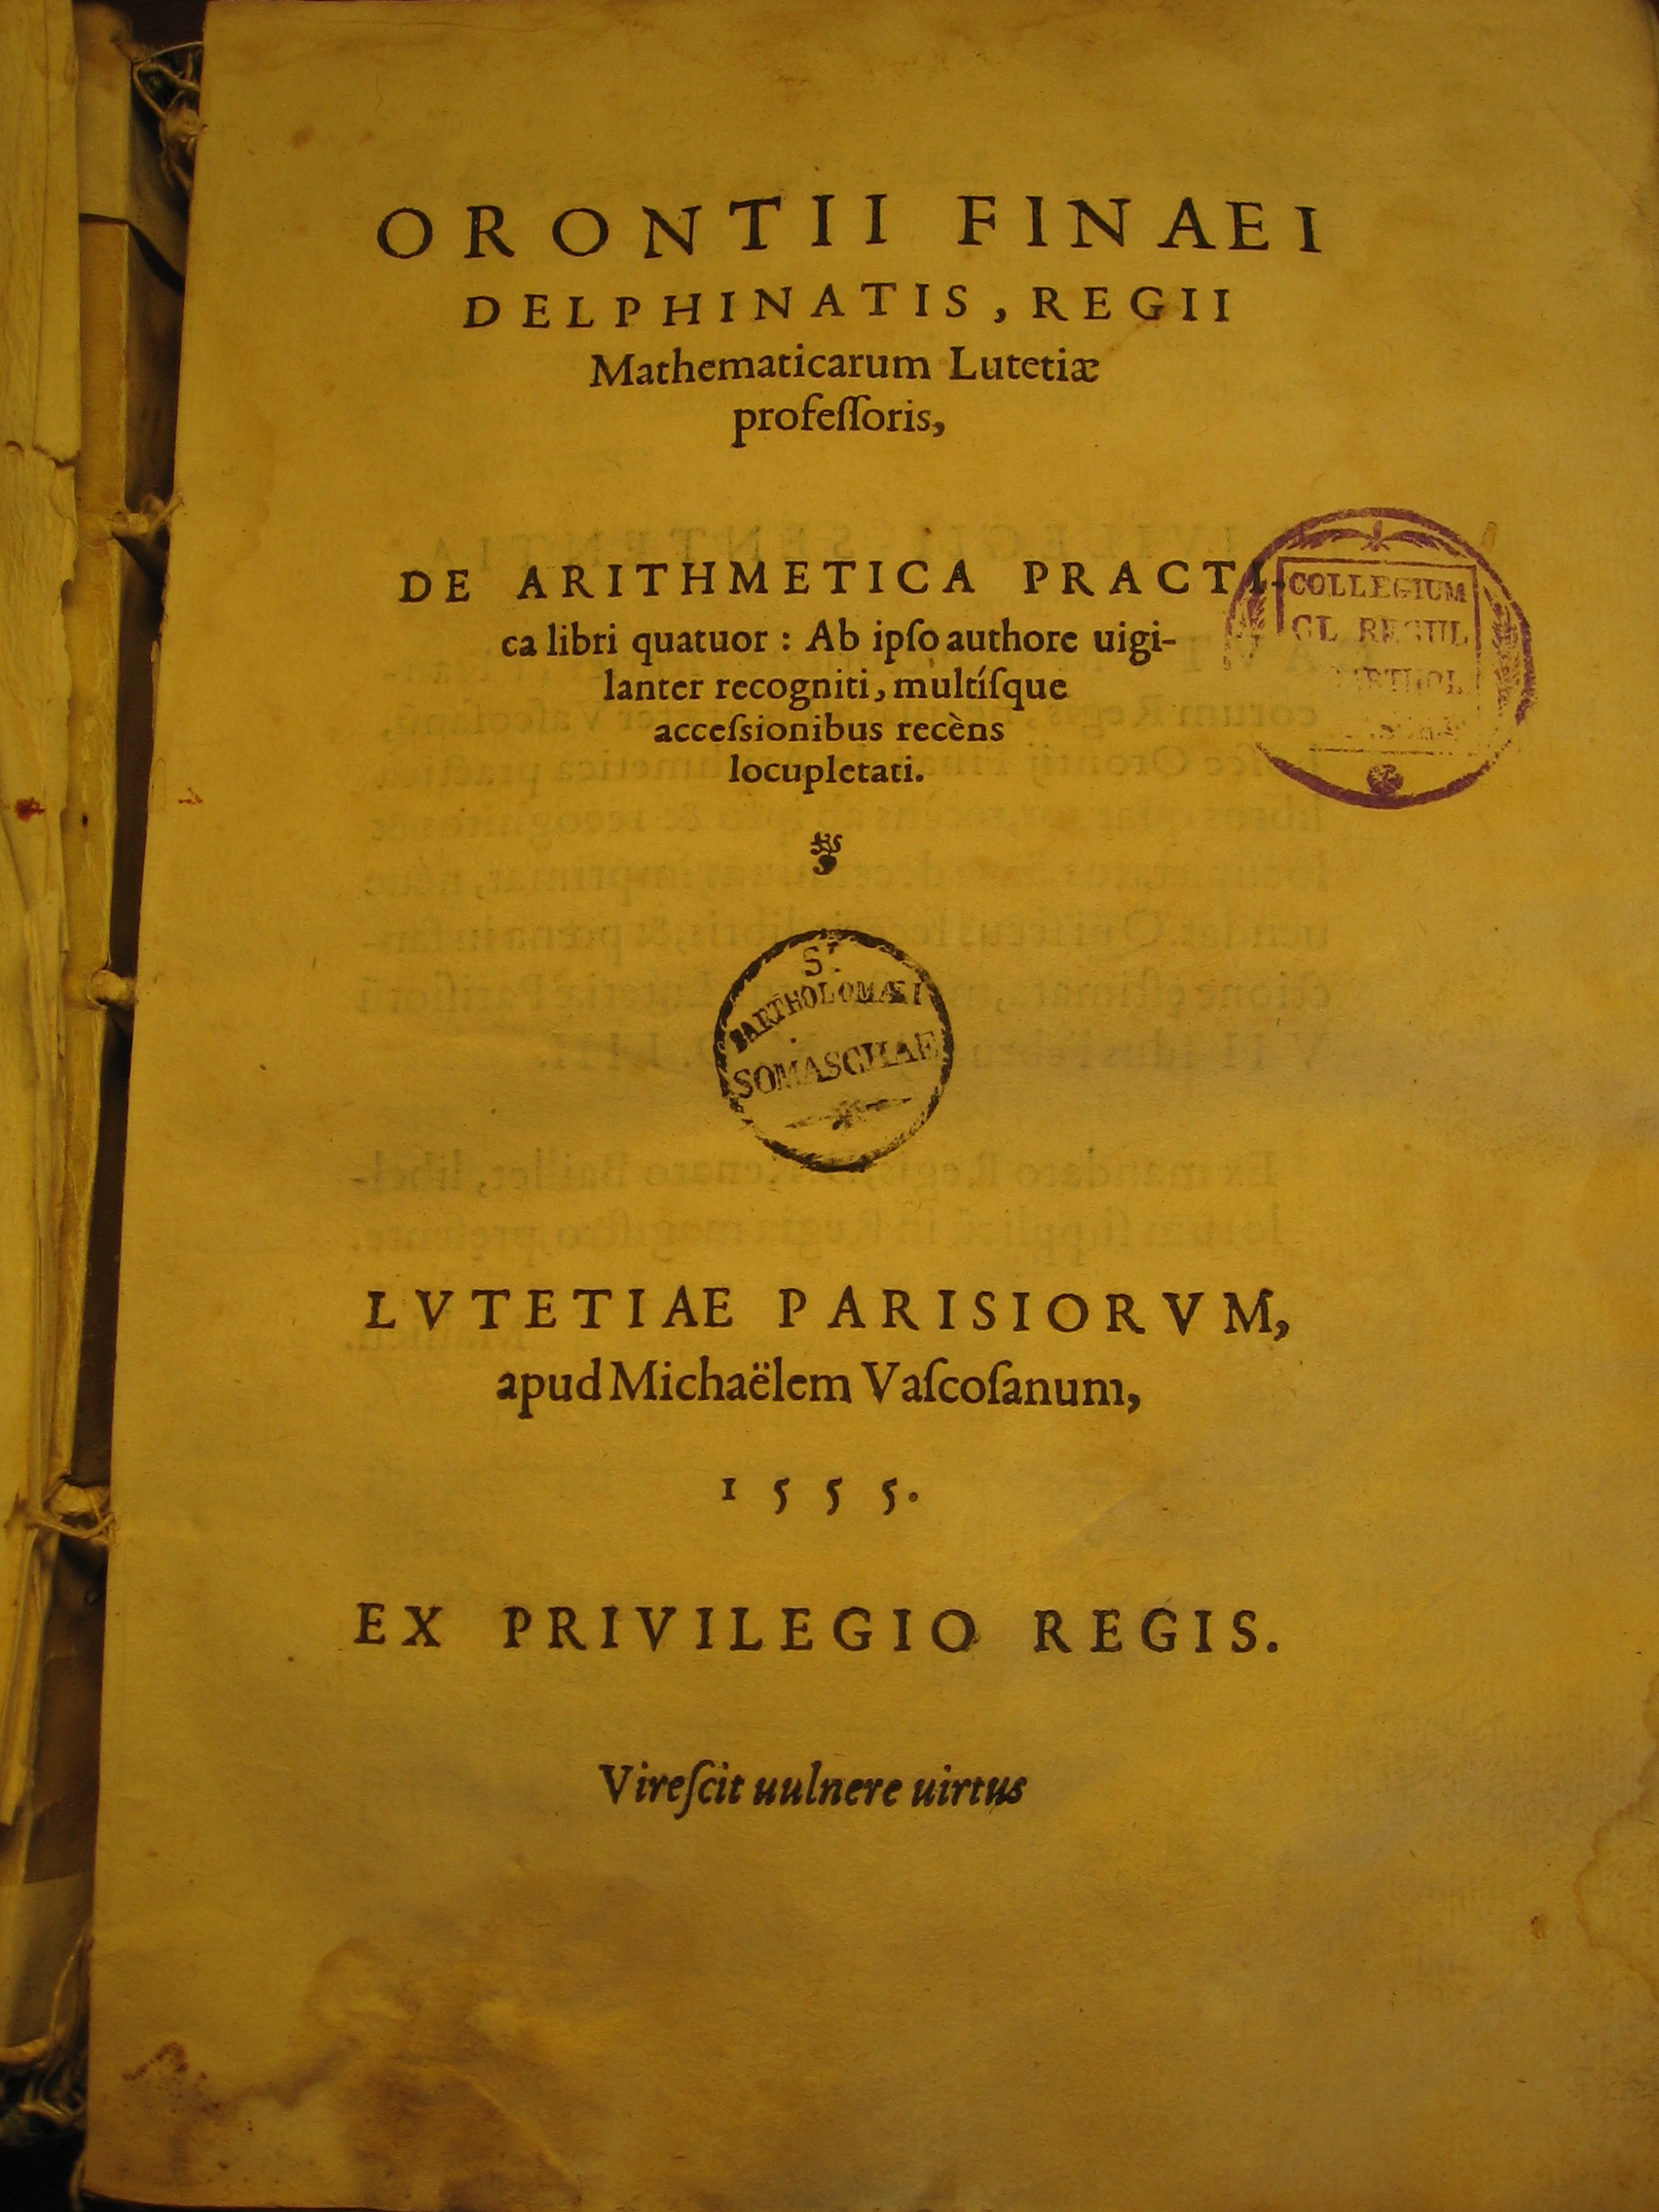 ORONTII FINAEI
DELPHINATIS, REGII
Mathematicarum Lutetiæ
profeſſoris,
DE ARITHMETICA PRACTI-
ca libri quatuor : Ab ipſo authore uigi-
lanter recogniti, multíſque
acceſsionibus recèns
locupletati.
COLLEGIUM
CL REGUL
S.
BARTHOLOMÆI
SOMASCHAE
LVTETIAE PARISIORVM,
apud Michaëlem Vaſcoſanum,
1555.
EX PRIVILEGIO REGIS.
Vireſcit uulnere uirtus